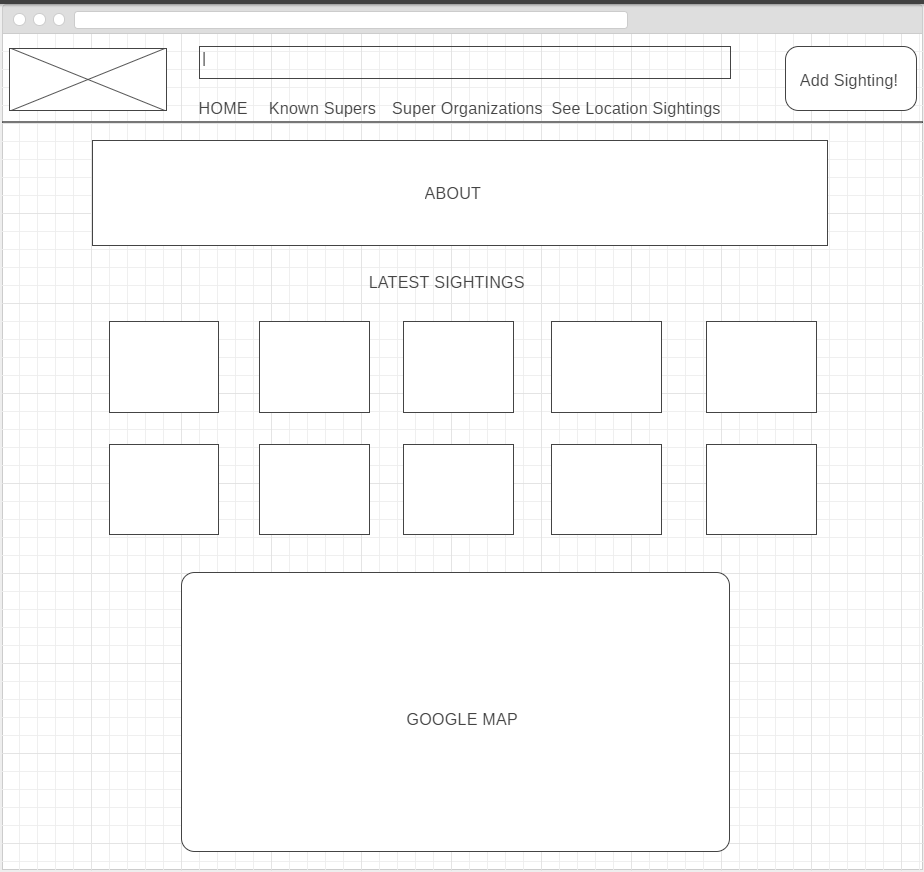 Add Sighting!
HOME Known Supers Super Organizations See Location Sightings
ABOUT
LATEST SIGHTINGS
GOOGLE MAP